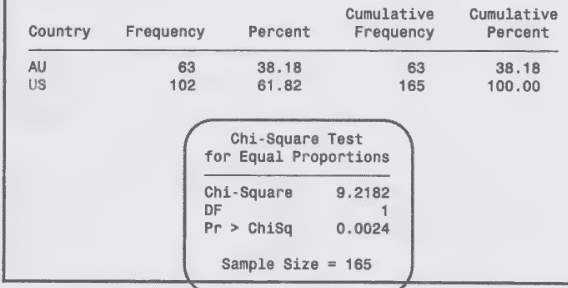 Cumulative Cumulative
Country Frequency Percent Frequency Percent
AU 63 38.18 63 38.18
US 102 61.82 165 100.00
Chi-Square Test
for Equal Proportions
Chi-Square 9.2182
DF 1
Pr > ChiSq 0.0024
Sample Size = 165